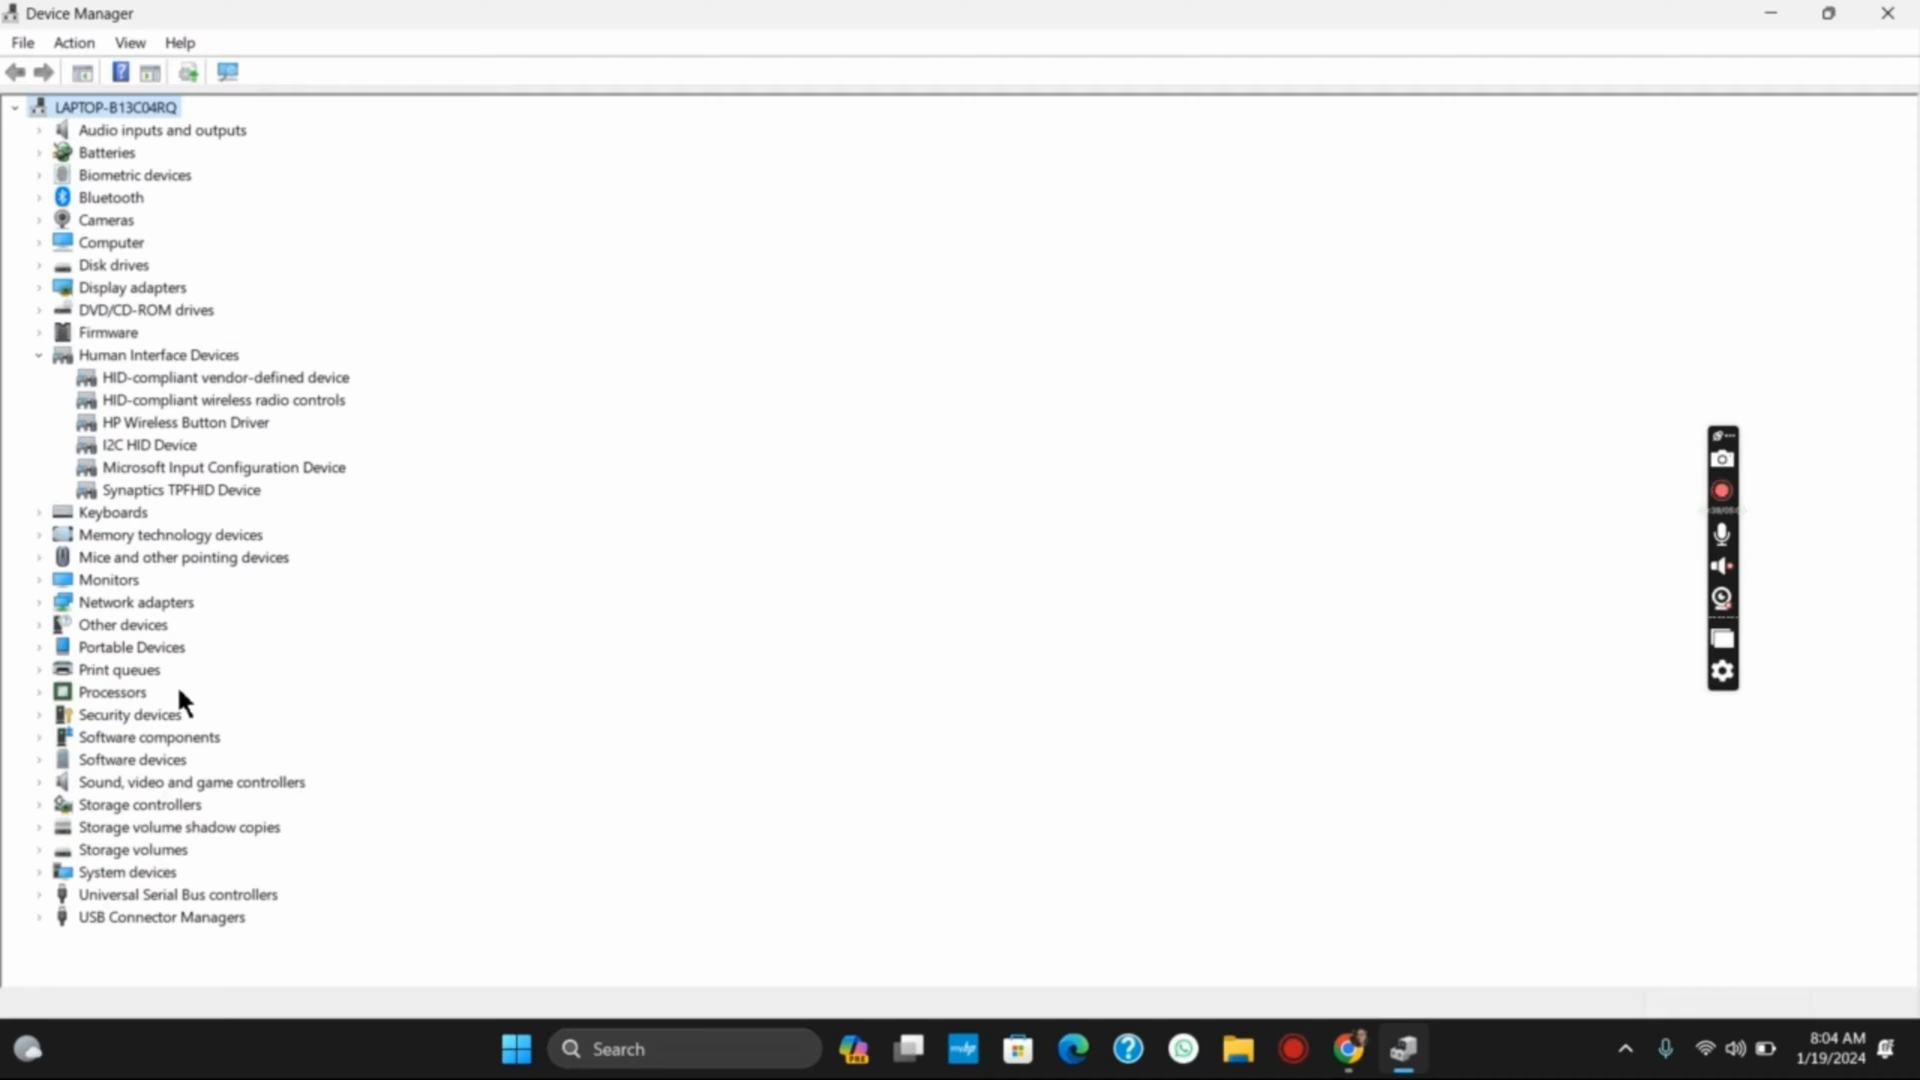 Device Manager
File Action View Help
LAPTOP-B13C04RQ
Audio inputs and outputs
Batteries
Biometric devices
Bluetooth
Cameras
Computer
Disk drives
Display adapters
DVD/CD-ROM drives
Firmware
Human Interface Devices
HID-compliant vendor-defined device
HID-compliant wireless radio controls
HP Wireless Button Driver
I2C HID Device
Microsoft Input Configuration Device
Synaptics TPFHID Device
Keyboards
Memory technology devices
Mice and other pointing devices
Monitors
Network adapters
Other devices
Portable Devices
Print queues
Processors
Security devices
Software components
Software devices
Sound, video and game controllers
Storage controllers
Storage volume shadow copies
Storage volumes
System devices
Universal Serial Bus controllers
USB Connector Managers
Search
PRE
myhp
8:04 AM
1/19/2024